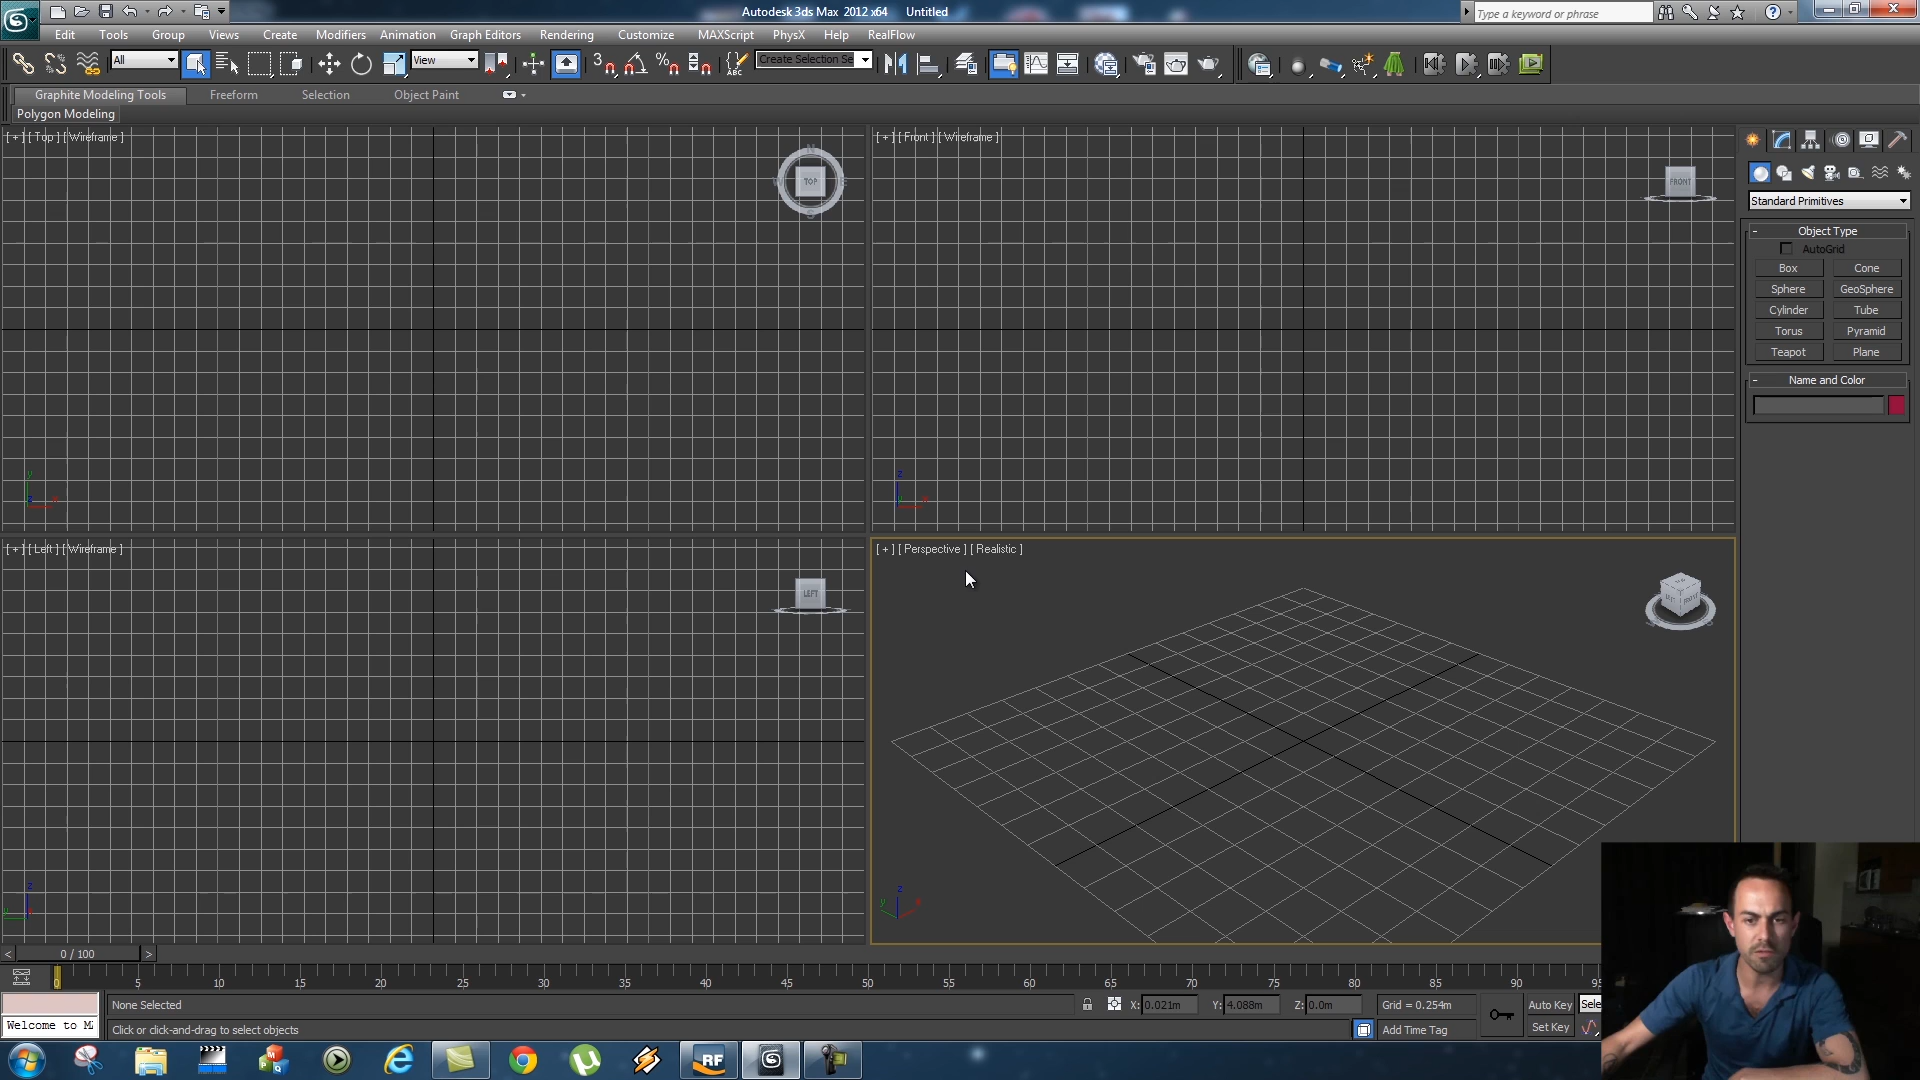 Autodesk 3ds Max 2012 x64 Untitled
Type a keyword or phrase
Edit Tools Group Views Create Modifiers Animation Graph Editors Rendering Customize MAXScript PhysX Help RealFlow
All
View
3
Create Selection Se
Graphite Modeling Tools Freeform Selection Object Paint
Polygon Modeling
[ + ] [ Top ] [ Wireframe ]
N
TOP
S
[ + ] [ Front ] [ Wireframe ]
FRONT
Standard Primitives
- Object Type
AutoGrid
Box Cone
Sphere GeoSphere
Cylinder Tube
Torus Pyramid
Teapot Plane
- Name and Color
y
z x
z
x
[ + ] [ Left ] [ Wireframe ]
LEFT
[ + ] [ Perspective ] [ Realistic ]
z
z
y x
< 0 / 100 >
0 5 10 15 20 25 30 35 40 45 50 55 60 65 70 75 80 85 90 95
None Selected
X: 0.021m Y: 4.088m Z: 0.0m Grid = 0.254m
Auto Key Sele
Welcome to M
Click or click-and-drag to select objects
Add Time Tag
Set Key
RF